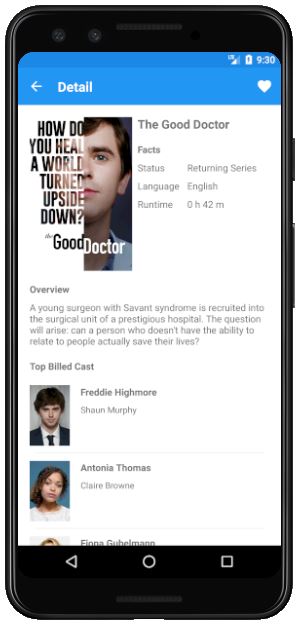 9:30
Detail
HOW DO
YOU HEAL
A WORLD
TURNED
UPSIDE
DOWN?
the
Good Doctor
The Good Doctor
Facts
Status Returning Series
Language English
Runtime 0 h 42 m
Overview
A young surgeon with Savant syndrome is recruited into
the surgical unit of a prestigious hospital. The question
will arise: can a person who doesn't have the ability to
relate to people actually save their lives?
Top Billed Cast
Freddie Highmore
Shaun Murphy
Antonia Thomas
Claire Browne
Fiona Gubelmann